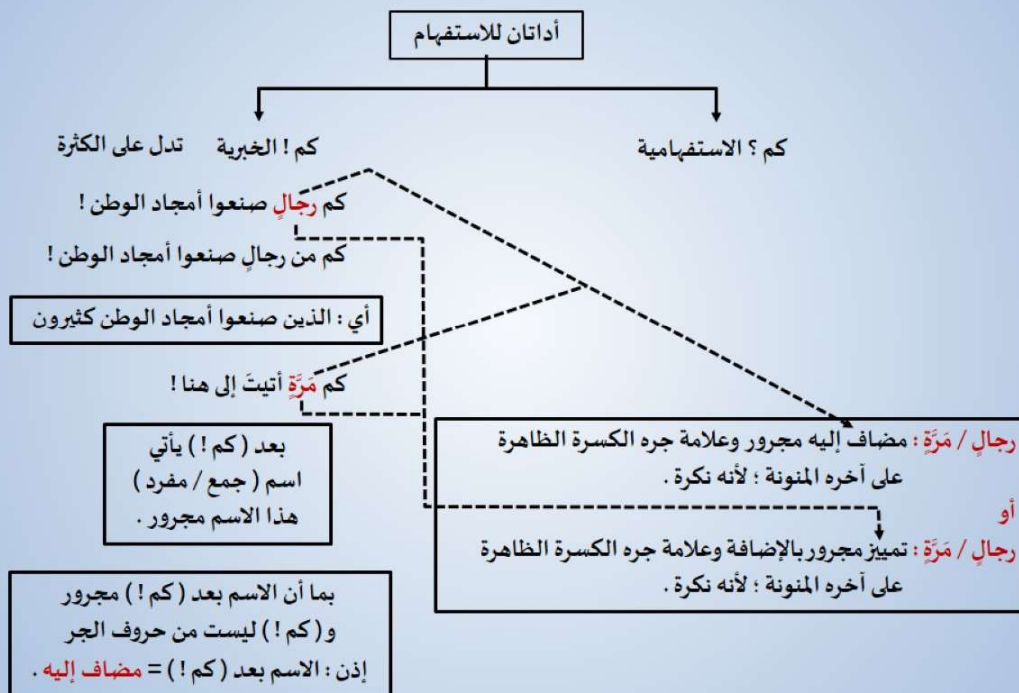 أداتان للاستفهام
كم ؟ الاستفهامية
كم ! الخبرية تدل على الكثرة
كم رجالٍ صنعوا أمجاد الوطن !
كم من رجالٍ صنعوا أمجاد الوطن !
أي : الذين صنعوا أمجاد الوطن كثيرون
كم مَرَّةٍ أتيتَ إلى هنا !
بعد ( كم ! ) يأتي
اسم ( جمع / مفرد )
هذا الاسم مجرور .
رجالٍ / مَرَّةٍ : مضاف إليه مجرور وعلامة جره الكسرة الظاهرة
على آخره المنونة ؛ لأنه نكرة .
أو
رجالٍ / مَرَّةٍ : تمييز مجرور بالإضافة وعلامة جره الكسرة الظاهرة
على آخره المنونة ؛ لأنه نكرة .
بما أن الاسم بعد ( كم ! ) مجرور
و ( كم ! ) ليست من حروف الجر
إذن : الاسم بعد ( كم ! ) = مضاف إليه .